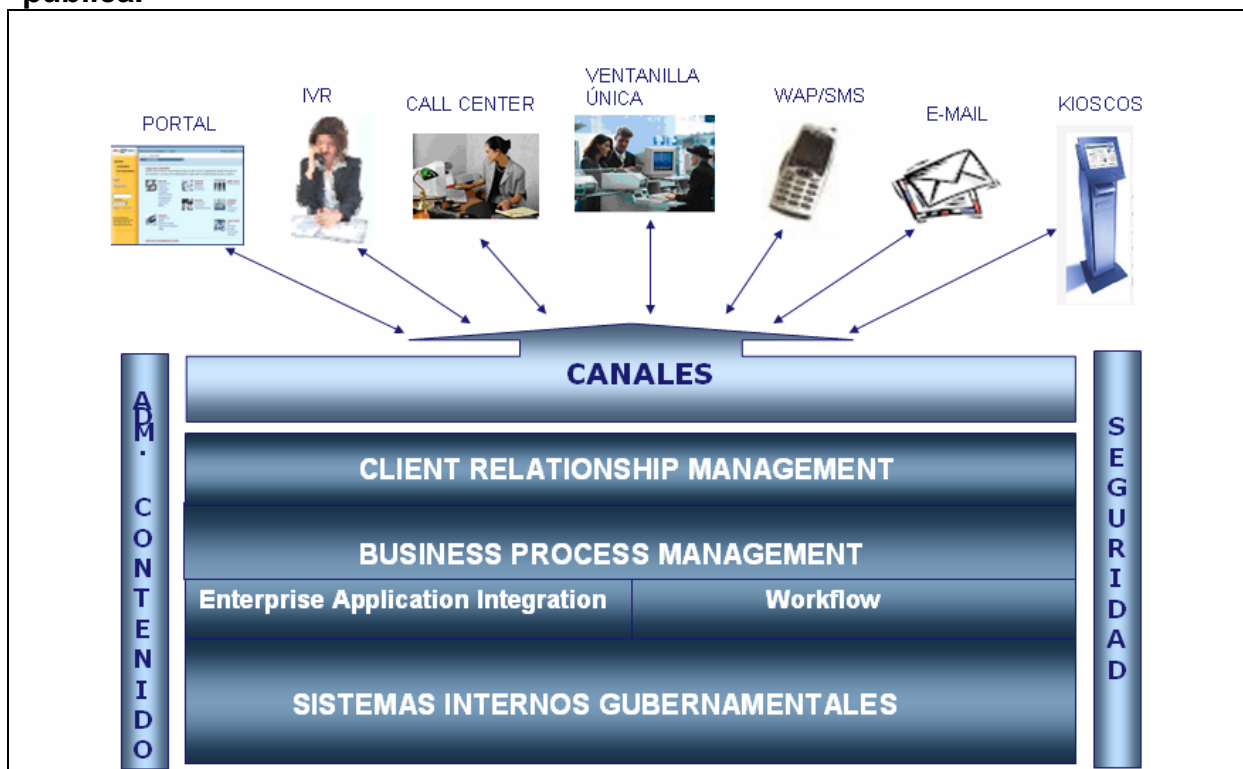 pública.
IVR
CALL CENTER
VENTANILLA
ÚNICA
WAP/SMS
E-MAIL
KIOSCOS
PORTAL
CANALES
ADM. CONTENIDO
SEGURIDAD
CLIENT RELATIONSHIP MANAGEMENT
BUSINESS PROCESS MANAGEMENT
Enterprise Application Integration
Workflow
SISTEMAS INTERNOS GUBERNAMENTALES